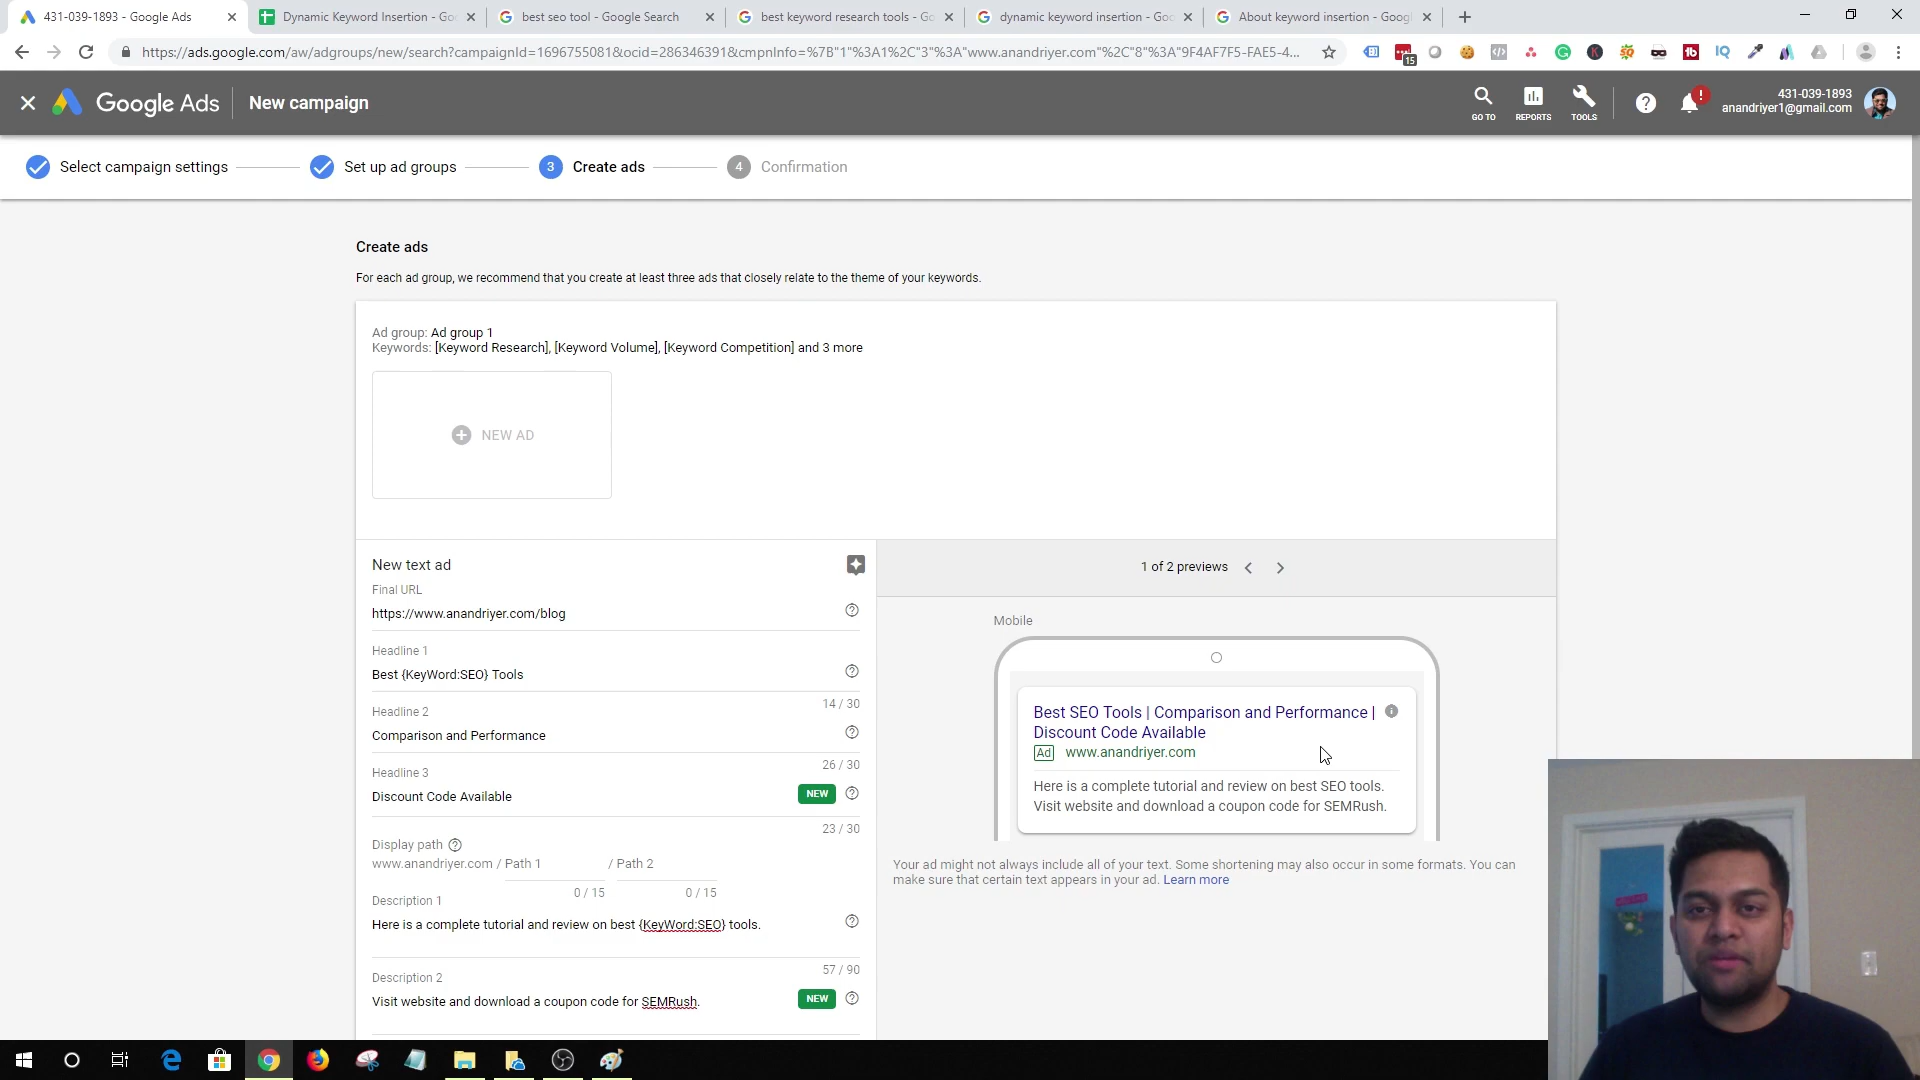 431-039-1893 - Google Ads
Dynamic Keyword Insertion - Goo
best seo tool - Google Search
best keyword research tools - Go
dynamic keyword insertion - Goo
About keyword insertion - Googl
https://ads.google.com/aw/adgroups/new/search?campaignId=1696755081&ocid=286346391&cmpnInfo=%7B"1"%3A1%2C"3"%3A"www.anandriyer.com"%2C"8"%3A"9F4AF7F5-FAE5-4...
15
Google Ads
New campaign
GO TO
REPORTS
TOOLS
431-039-1893
anandriyer1@gmail.com
Select campaign settings
Set up ad groups
3 Create ads
4 Confirmation
Create ads
For each ad group, we recommend that you create at least three ads that closely relate to the theme of your keywords.
Ad group: Ad group 1
Keywords: [Keyword Research], [Keyword Volume], [Keyword Competition] and 3 more
NEW AD
New text ad
Final URL
https://www.anandriyer.com/blog
Headline 1
Best {KeyWord:SEO} Tools
14 / 30
Headline 2
Comparison and Performance
26 / 30
Headline 3
Discount Code Available
NEW
23 / 30
Display path
www.anandriyer.com / Path 1 / Path 2
0 / 15 0 / 15
Description 1
Here is a complete tutorial and review on best {KeyWord:SEO} tools.
57 / 90
Description 2
Visit website and download a coupon code for SEMRush.
NEW
1 of 2 previews
Mobile
Best SEO Tools | Comparison and Performance |
Discount Code Available
Ad www.anandriyer.com
Here is a complete tutorial and review on best SEO tools.
Visit website and download a coupon code for SEMRush.
Your ad might not always include all of your text. Some shortening may also occur in some formats. You can
make sure that certain text appears in your ad. Learn more